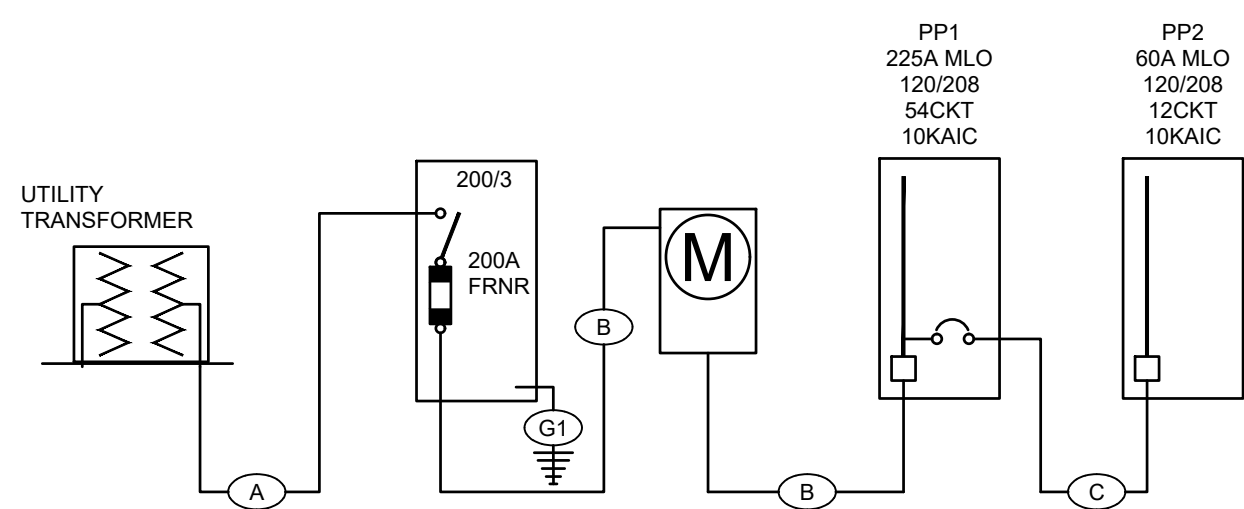 PP1
225A MLO
120/208
54CKT
10KAIC
PP2
60A MLO
120/208
12CKT
10KAIC
UTILITY
TRANSFORMER
200/3
200A
FRNR
M
B
G1
A
B
C